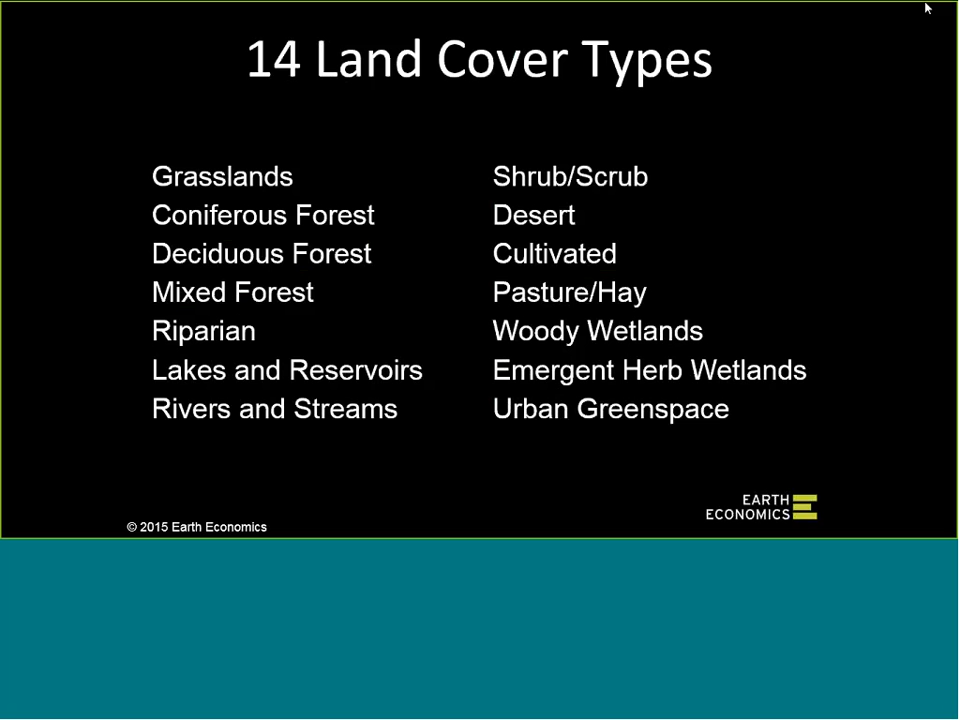 14 Land Cover Types
Grasslands
Coniferous Forest
Deciduous Forest
Mixed Forest
Riparian
Lakes and Reservoirs
Rivers and Streams
Shrub/Scrub
Desert
Cultivated
Pasture/Hay
Woody Wetlands
Emergent Herb Wetlands
Urban Greenspace
© 2015 Earth Economics
EARTH
ECONOMICS